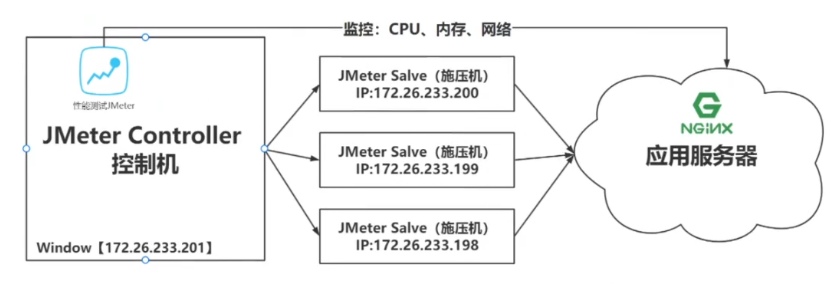 监控：CPU、内存、网络
性能测试JMeter
JMeter Controller
控制机
Window【172.26.233.201】
JMeter Salve（施压机）
IP:172.26.233.200
JMeter Salve（施压机）
IP:172.26.233.199
JMeter Salve（施压机）
IP:172.26.233.198
NGINX
应用服务器